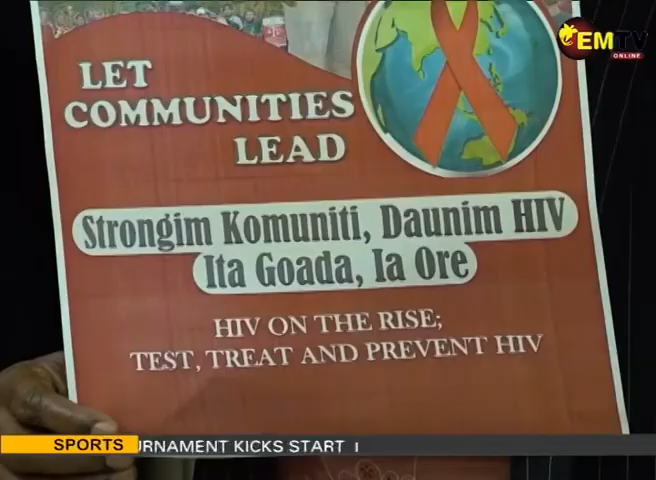 EMTV
ONLINE
LET
COMMUNITIES
LEAD
Strongim Komuniti, Daunim HIV
Ita Goada, Ia Ore
HIV ON THE RISE;
TEST, TREAT AND PREVENT HIV
SPORTS
URNAMENT KICKS START I